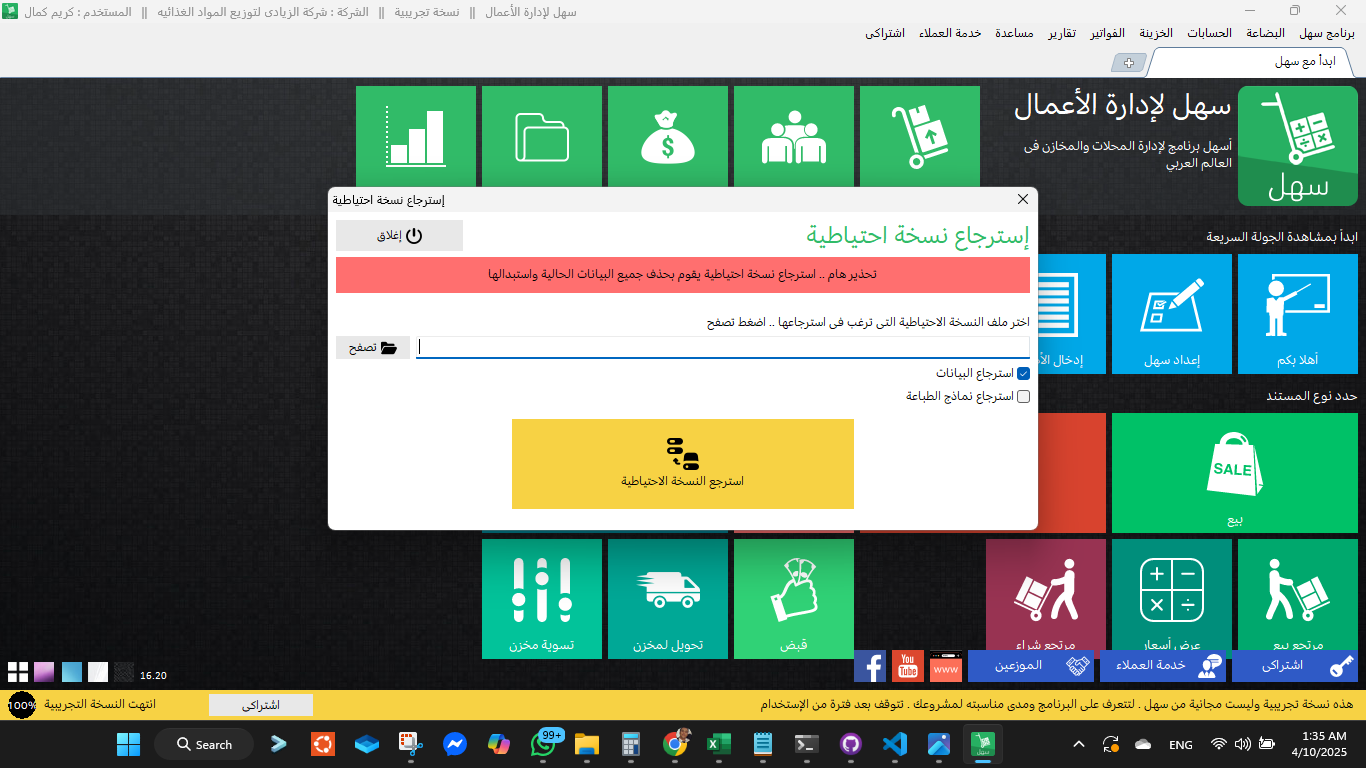 سهل لإدارة الأعمال || نسخة تجريبية || الشركة : شركة الزيادى لتوزيع المواد الغذائيه || المستخدم : كريم كمال
برنامج سهل البضاعة الحسابات الخزينة الفواتير تقارير مساعدة خدمة العملاء اشتراكى
ابدأ مع سهل
سهل لإدارة الأعمال
أسهل برنامج لإدارة المحلات والمخازن فى
العالم العربي
سهل
إسترجاع نسخة احتياطية
إسترجاع نسخة احتياطية
إغلاق
تحذير هام .. استرجاع نسخة احتياطية يقوم بحذف جميع البيانات الحالية واستبدالها
اختر ملف النسخة الاحتياطية التى ترغب فى استرجاعها .. اضغط تصفح
تصفح
استرجاع البيانات
استرجاع نماذج الطباعة
استرجع النسخة الاحتياطية
ابدأ بمشاهدة الجولة السريعة
أهلا بكم
إعداد سهل
إدخال
حدد نوع المستند
SALE
بيع
مرتجع بيع
عرض أسعار
مرتجع شراء
قبض
تحويل لمخزن
تسوية مخزن
اشتراكى
خدمة العملاء
الموزعين
www
You
Tube
16.20
هذه نسخة تجريبية وليست مجانية من سهل . لتتعرف على البرنامج ومدى مناسبته لمشروعك . تتوقف بعد فترة من الإستخدام
اشتراكى
انتهت النسخة التجريبية
100%
Search
99+
سهل
ENG
1:35 AM
4/10/2025